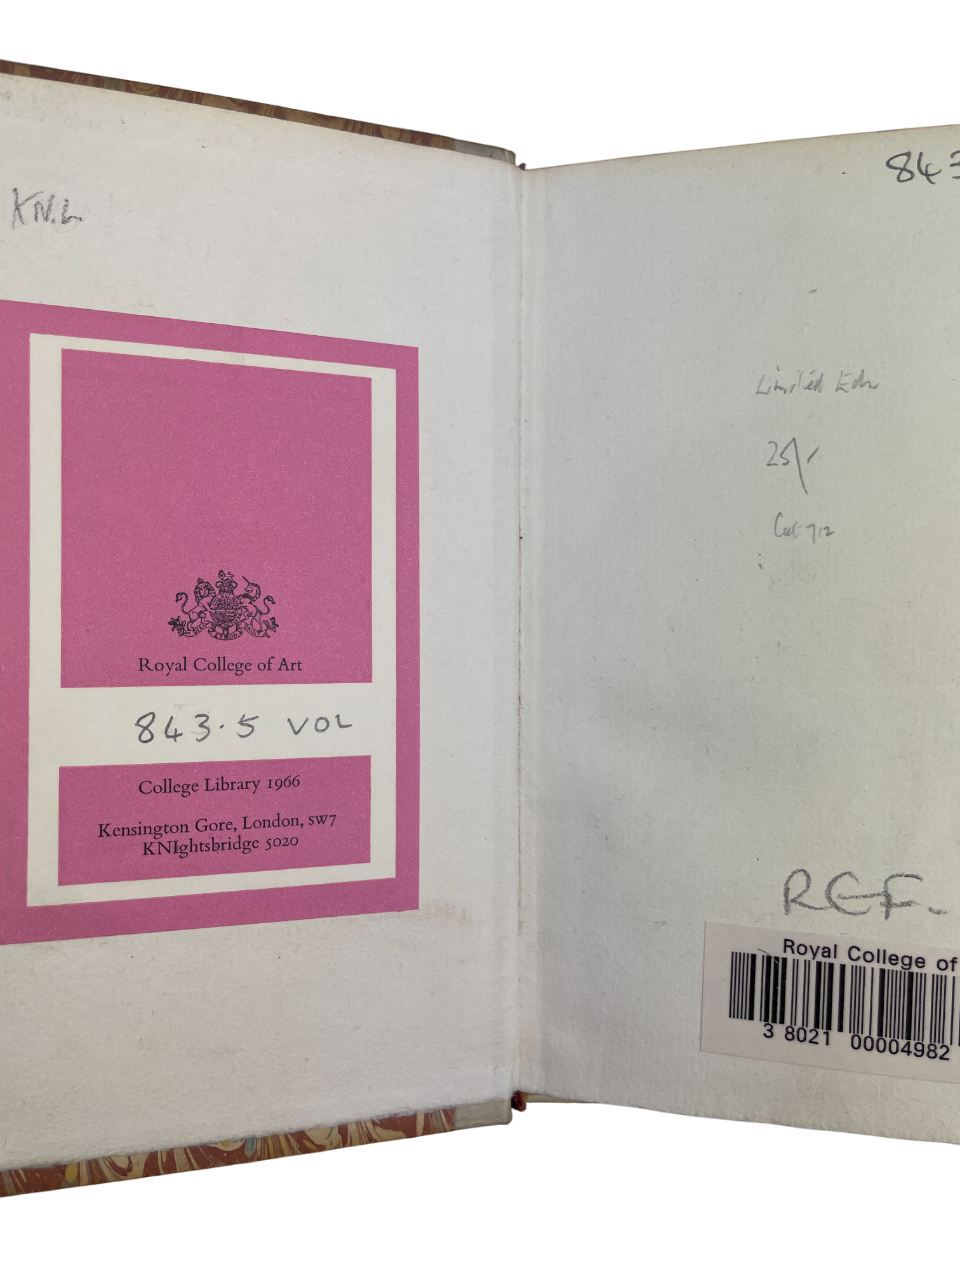 KN.L
Royal College of Art
843.5 VOL
College Library 1966
Kensington Gore, London, SW7
KNIghtsbridge 5020
843
Limited Edn
25/-
REF.
Royal College of
3 8021 00004982